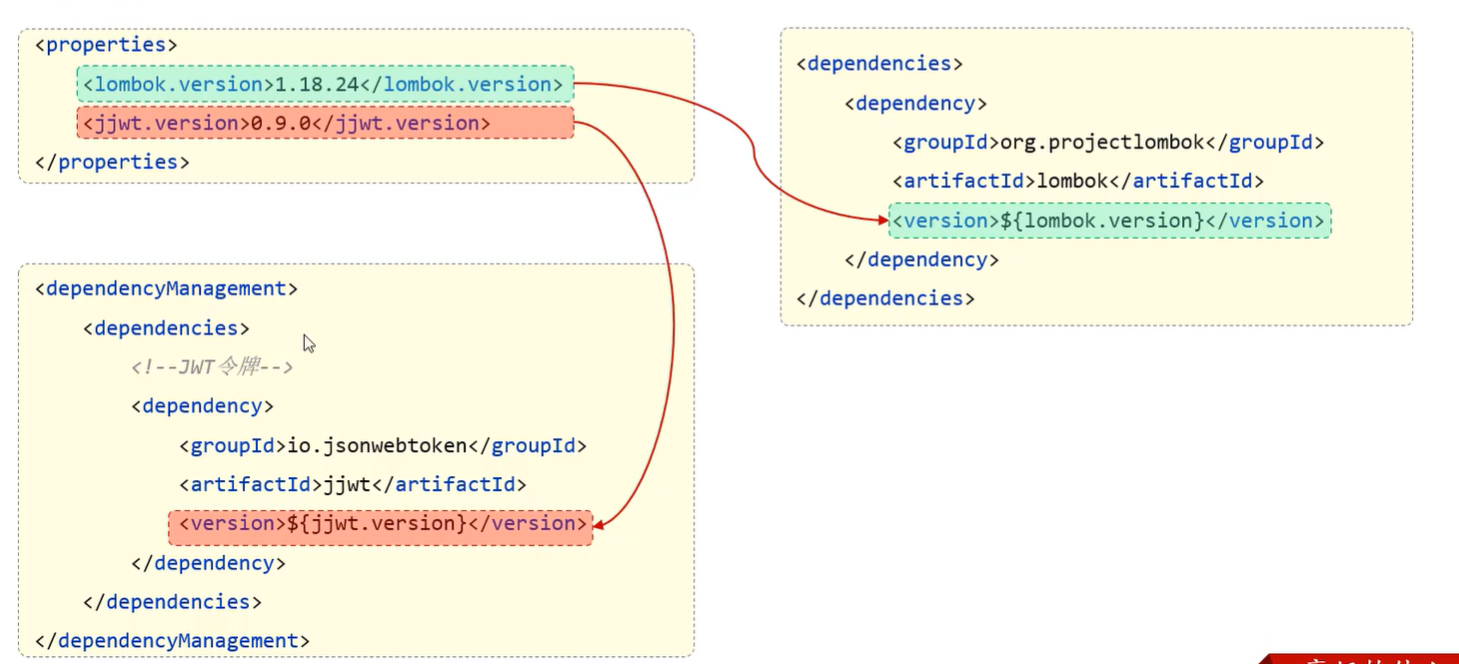 <properties>
<lombok.version>1.18.24</lombok.version>
<jjwt.version>0.9.0</jjwt.version>
</properties>
<dependencyManagement>
<dependencies>
<!--JWT令牌-->
<dependency>
<groupId>io.jsonwebtoken</groupId>
<artifactId>jjwt</artifactId>
<version>${jjwt.version}</version>
</dependency>
</dependencies>
</dependencyManagement>
<dependencies>
<dependency>
<groupId>org.projectlombok</groupId>
<artifactId>lombok</artifactId>
<version>${lombok.version}</version>
</dependency>
</dependencies>